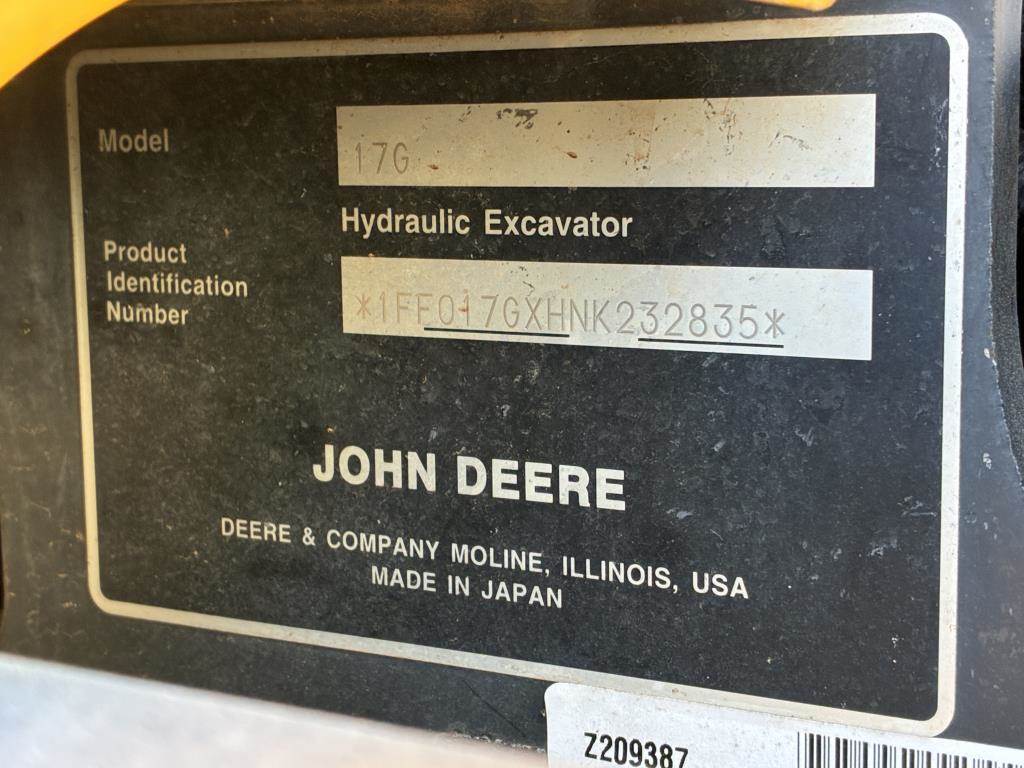 Model
17G
Hydraulic Excavator
Product
Identification
Number
*1FF017GXHNK232835*
JOHN DEERE
DEERE & COMPANY MOLINE, ILLINOIS, USA
MADE IN JAPAN
Z209387